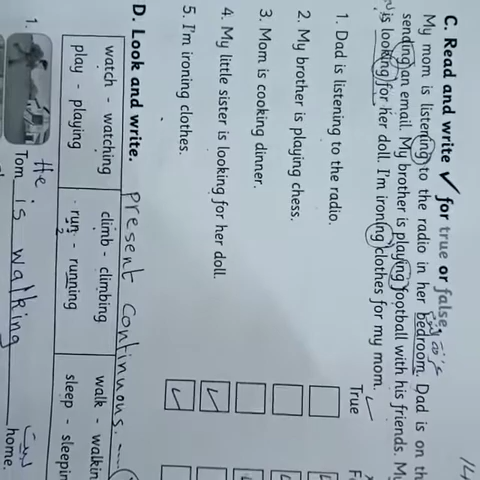 C. Read and write ✓ for true or false
My mom is listening to the radio in her bedroom. Dad is on th
sending an email. My brother is playing football with his friends. My
is looking for her doll. I'm ironing clothes for my mom.
True
1. Dad is listening to the radio.
2. My brother is playing chess.
3. Mom is cooking dinner.
4. My little sister is looking for her doll. ✓
5. I'm ironing clothes. ✓
D. Look and write. present continuous.
watch - watching climb - climbing walk - walkin
play - playing run - running sleep - sleepin
He
1. Tom is walking home.